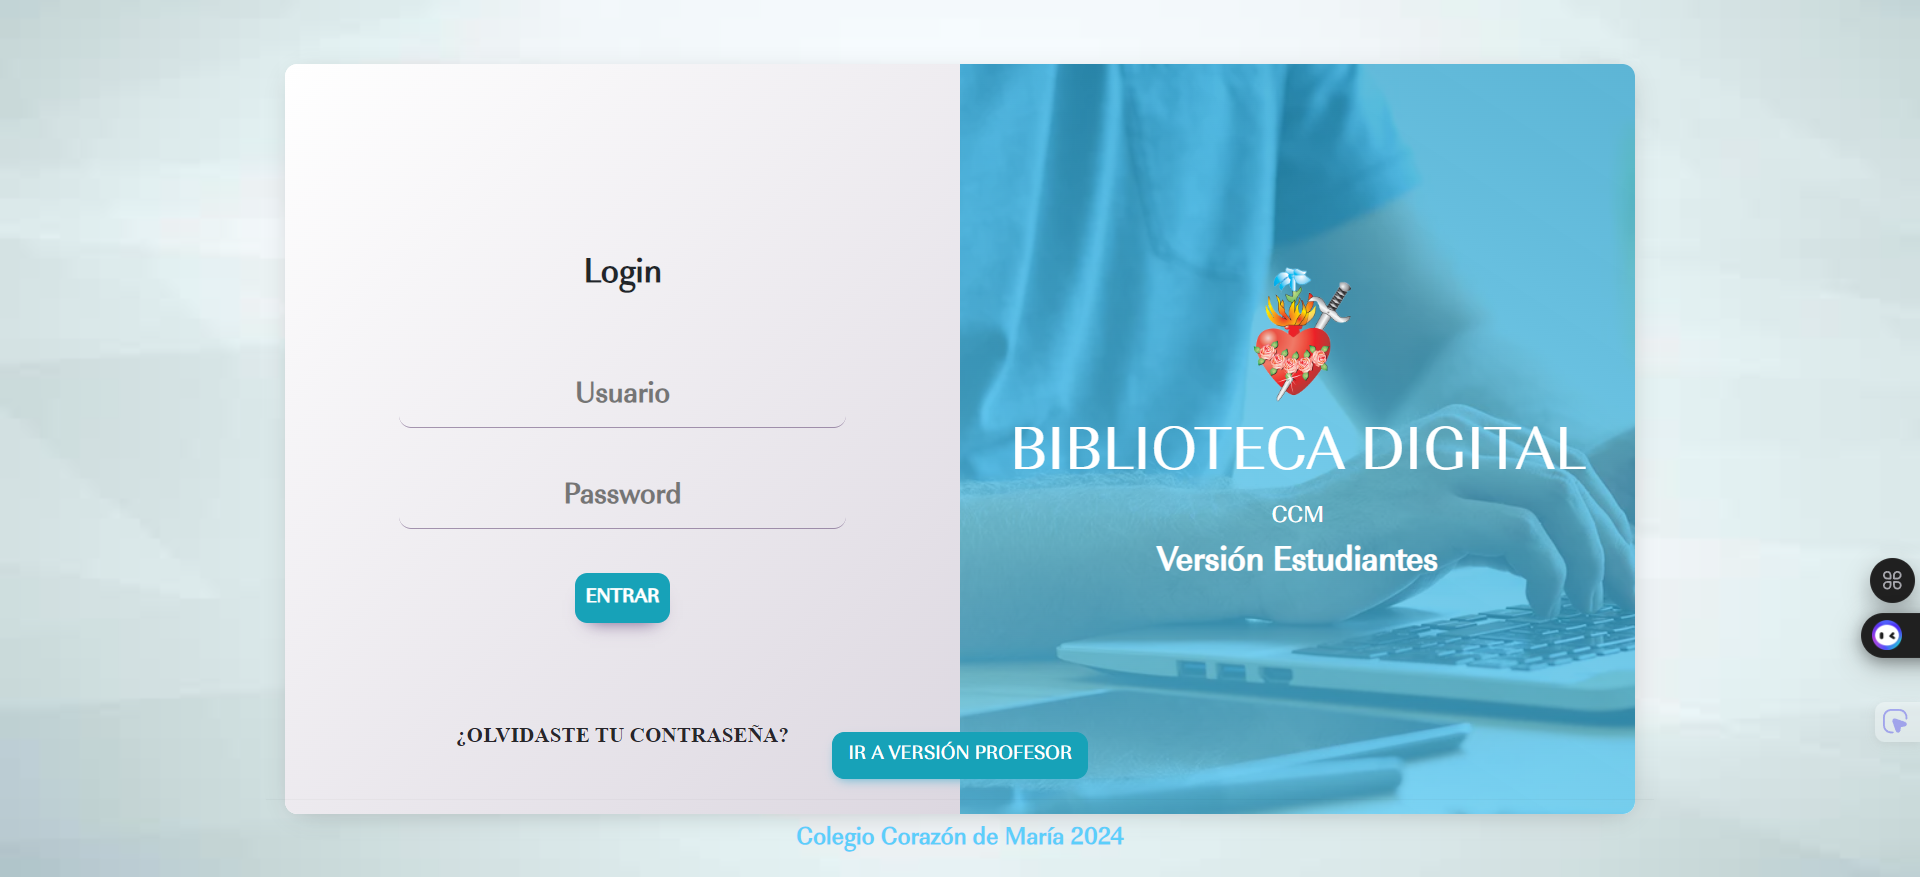 Login
Usuario
Password
ENTRAR
¿OLVIDASTE TU CONTRASEÑA?
BIBLIOTECA DIGITAL
CCM
Versión Estudiantes
IR A VERSIÓN PROFESOR
Colegio Corazón de María 2024